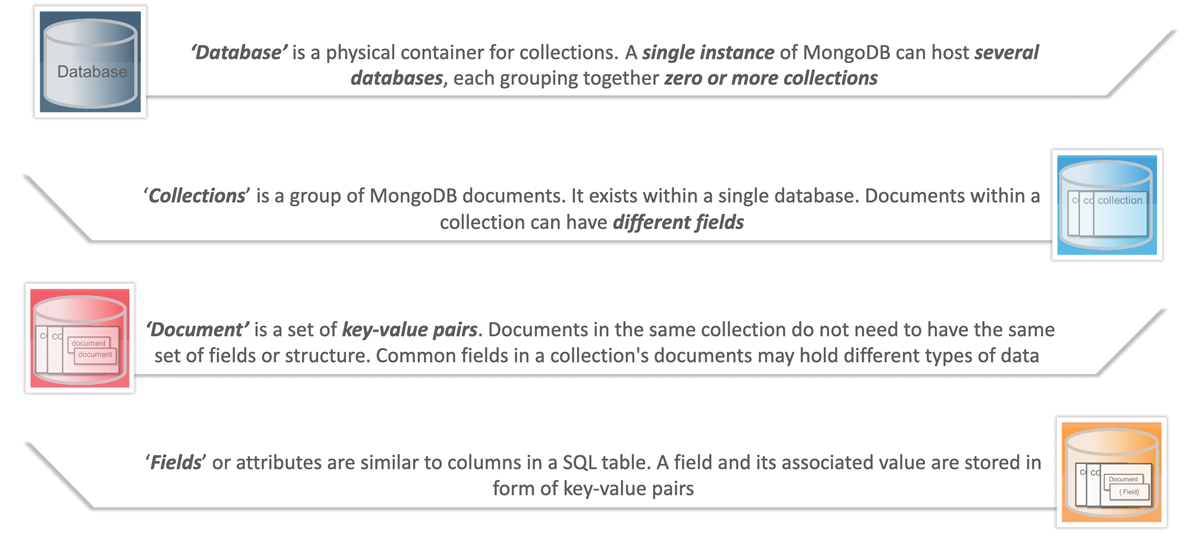 Database
‘Database’ is a physical container for collections. A single instance of MongoDB can host several
databases, each grouping together zero or more collections
‘Collections’ is a group of MongoDB documents. It exists within a single database. Documents within a
collection can have different fields
c cc collection
c cc document
document
‘Document’ is a set of key-value pairs. Documents in the same collection do not need to have the same
set of fields or structure. Common fields in a collection's documents may hold different types of data
‘Fields’ or attributes are similar to columns in a SQL table. A field and its associated value are stored in
form of key-value pairs
Document
{ Field}